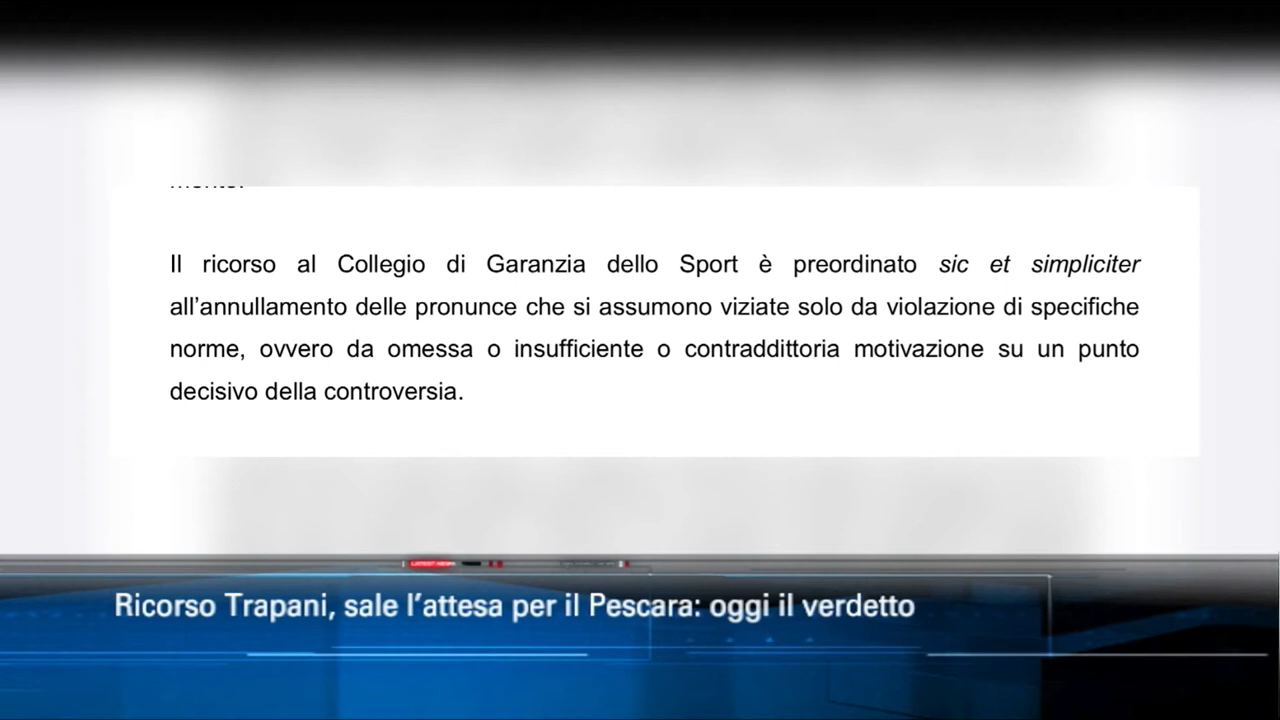 Il ricorso al Collegio di Garanzia dello Sport è preordinato sic et simpliciter
all’annullamento delle pronunce che si assumono viziate solo da violazione di specifiche
norme, ovvero da omessa o insufficiente o contraddittoria motivazione su un punto
decisivo della controversia.
LATEST NEWS
Ricorso Trapani, sale l’attesa per il Pescara: oggi il verdetto